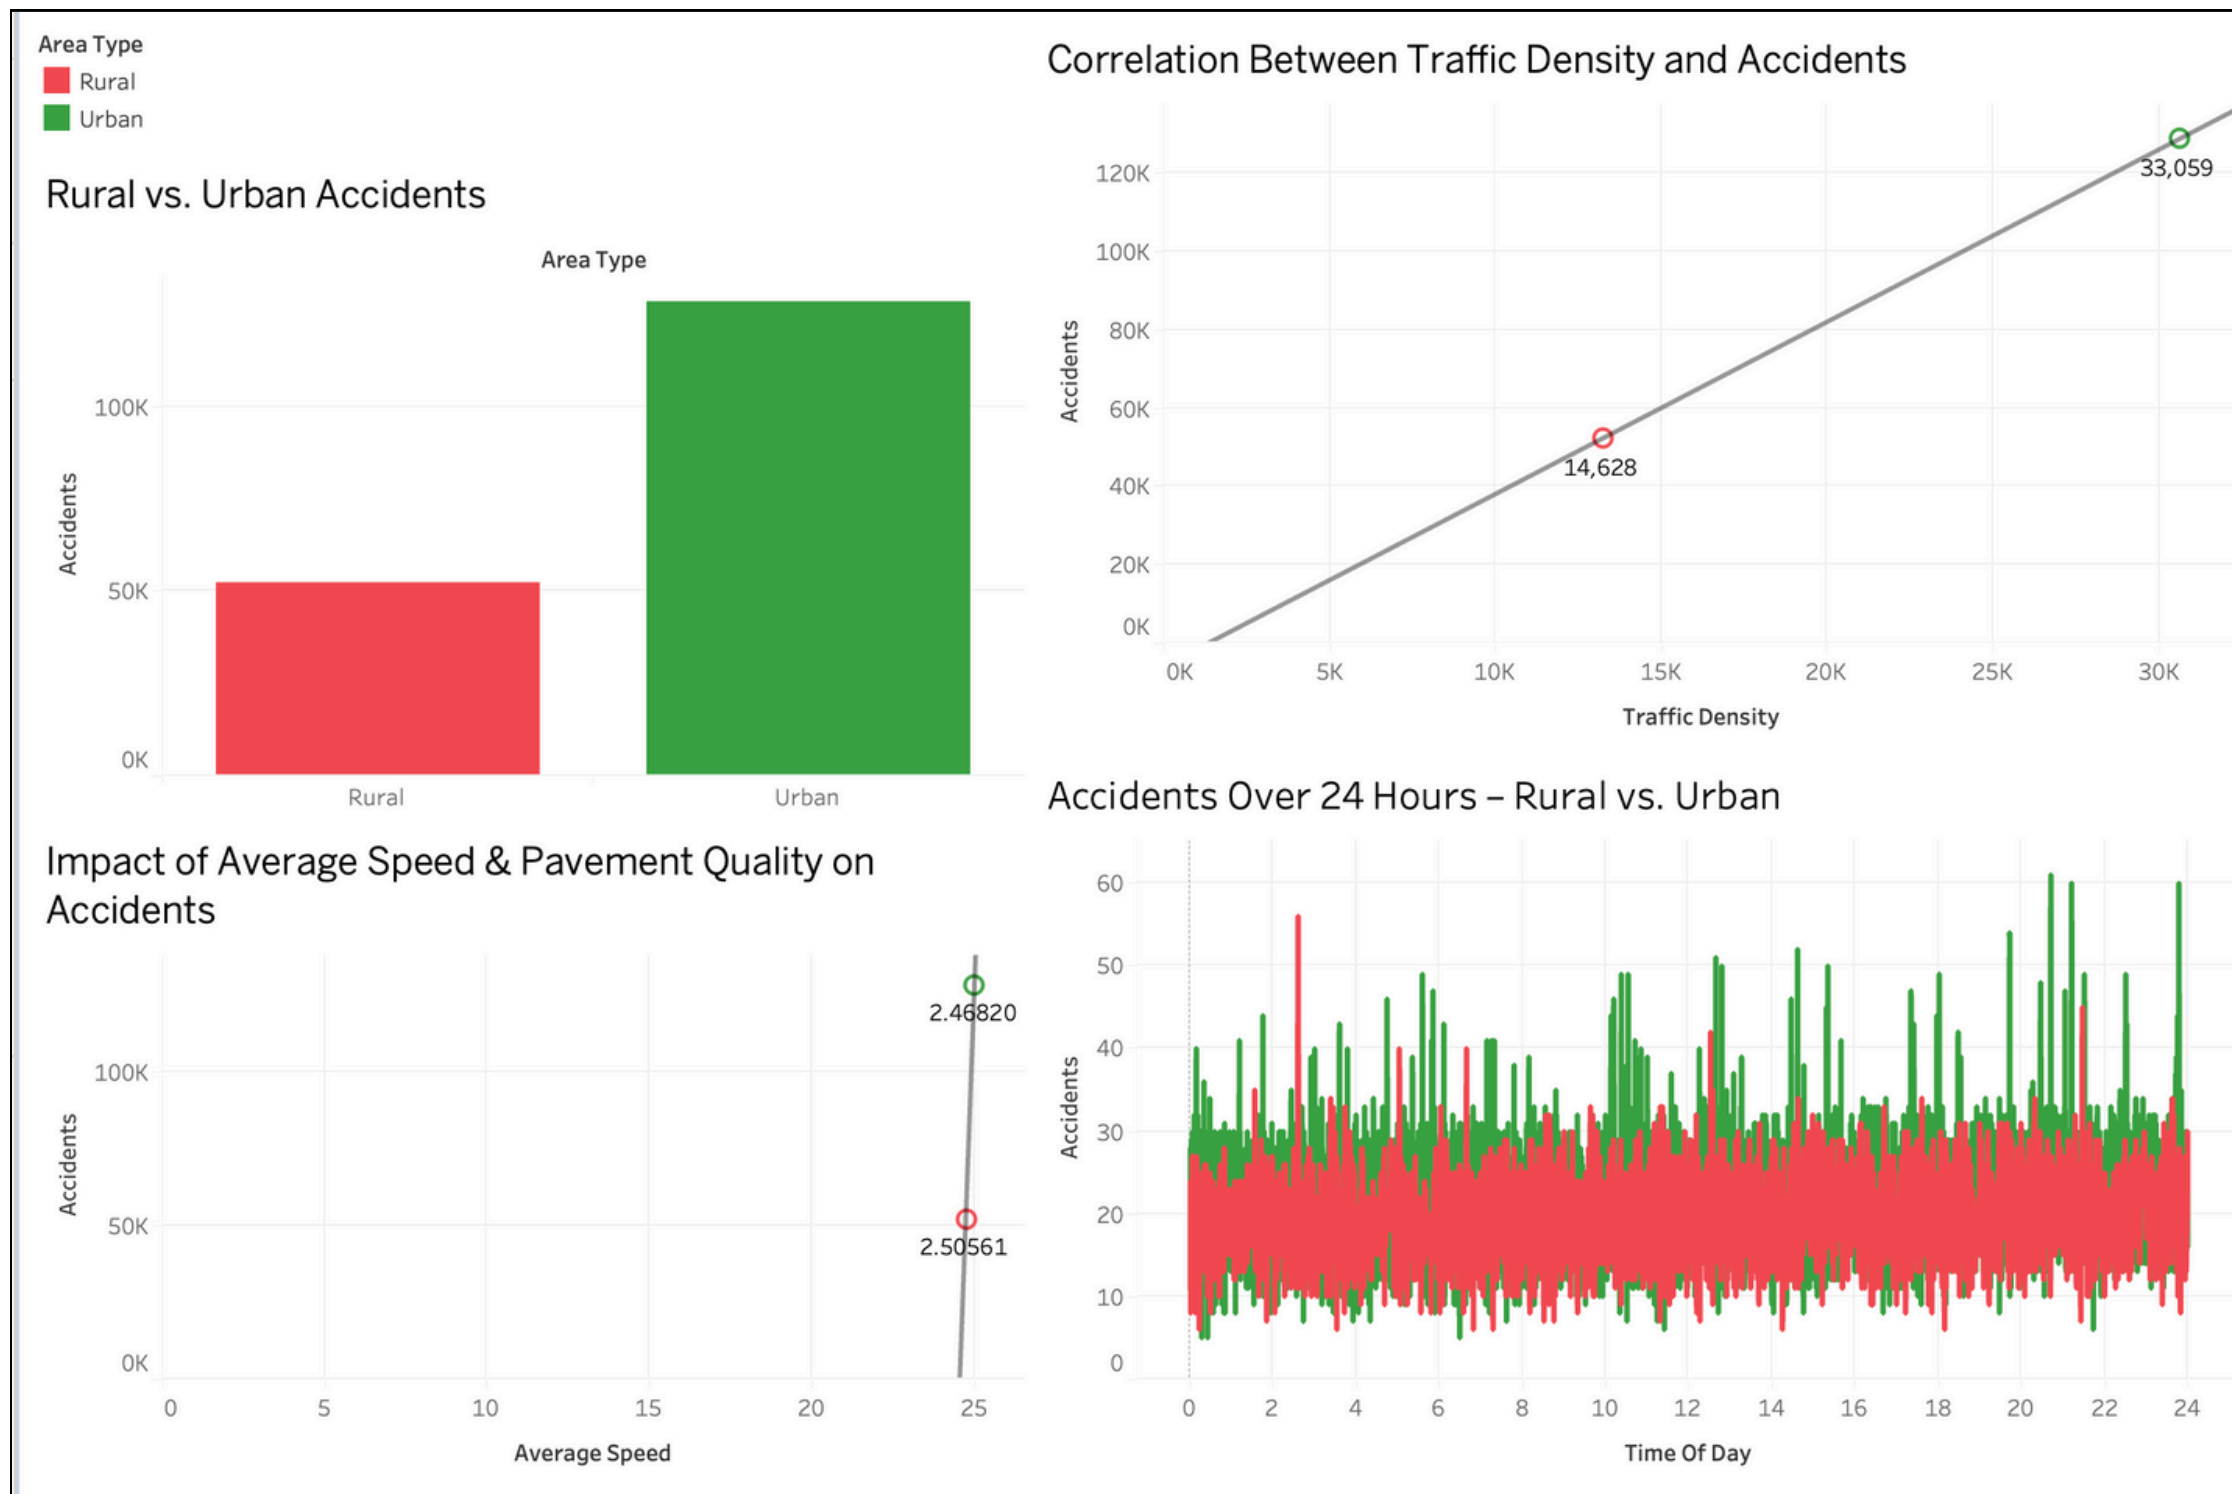 Area Type
Rural
Urban
Rural vs. Urban Accidents
Area Type
Accidents
100K
50K
0K
Rural
Urban
Correlation Between Traffic Density and Accidents
Accidents
120K
100K
80K
60K
40K
20K
0K
33,059
14,628
0K 5K 10K 15K 20K 25K 30K
Traffic Density
Impact of Average Speed & Pavement Quality on
Accidents
Accidents
100K
50K
0K
2.46820
2.50561
0 5 10 15 20 25
Average Speed
Accidents Over 24 Hours – Rural vs. Urban
Accidents
60
50
40
30
20
10
0
0 2 4 6 8 10 12 14 16 18 20 22 24
Time Of Day